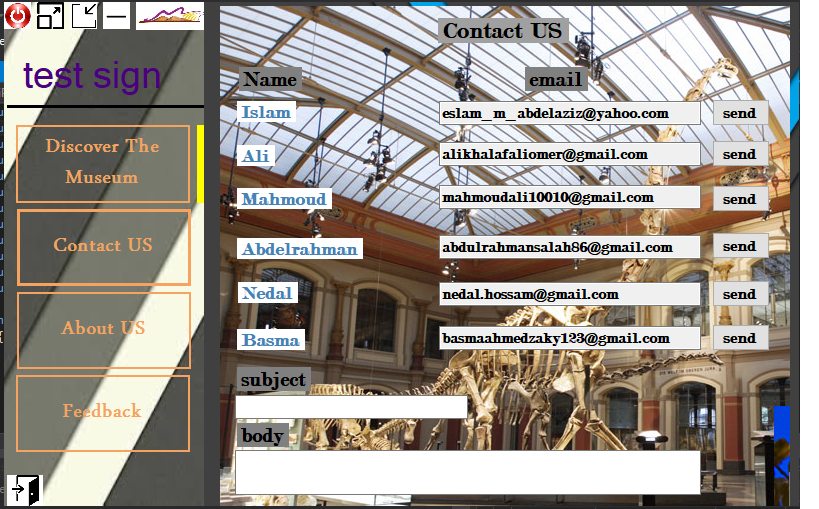 test sign
Discover The
Museum
Contact US
About US
Feedback
Contact US
Name email
Islam eslam_m_abdelaziz@yahoo.com send
Ali alikhalafaliomer@gmail.com send
Mahmoud mahmoudali10010@gmail.com send
Abdelrahman abdulrahmansalah86@gmail.com send
Nedal nedal.hossam@gmail.com send
Basma basmaahmedzaky123@gmail.com send
subject
body